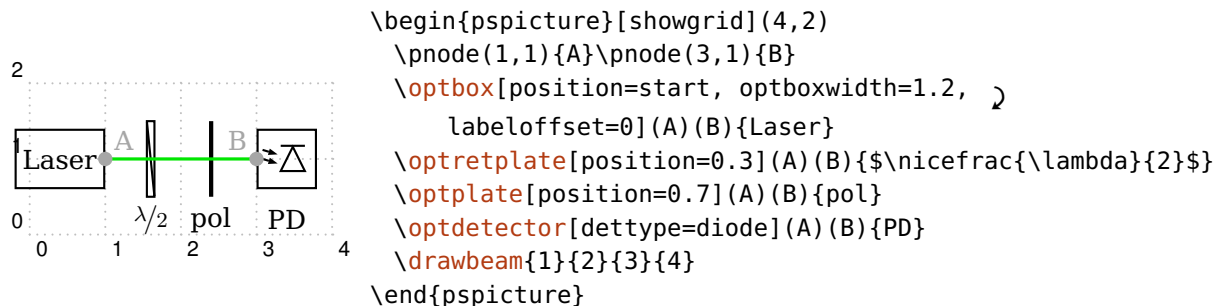 2
1
0
0 1 2 3 4
Laser A B
λ/2 pol PD
\begin{pspicture}[showgrid](4,2)
\pnode(1,1){A}\pnode(3,1){B}
\optbox[position=start, optboxwidth=1.2,
labeloffset=0](A)(B){Laser}
\optretplate[position=0.3](A)(B){$\nicefrac{\lambda}{2}$}
\optplate[position=0.7](A)(B){pol}
\optdetector[dettype=diode](A)(B){PD}
\drawbeam{1}{2}{3}{4}
\end{pspicture}